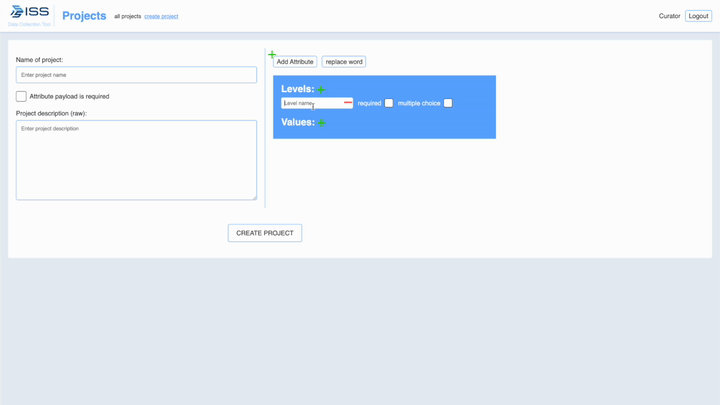 ISS
Data Collection Tool
Projects
all projects create project
Curator Logout
Name of project:
Enter project name
Attribute payload is required
Project description (raw):
Enter project description
Add Attribute replace word
Levels:
Level name required multiple choice
Values:
CREATE PROJECT